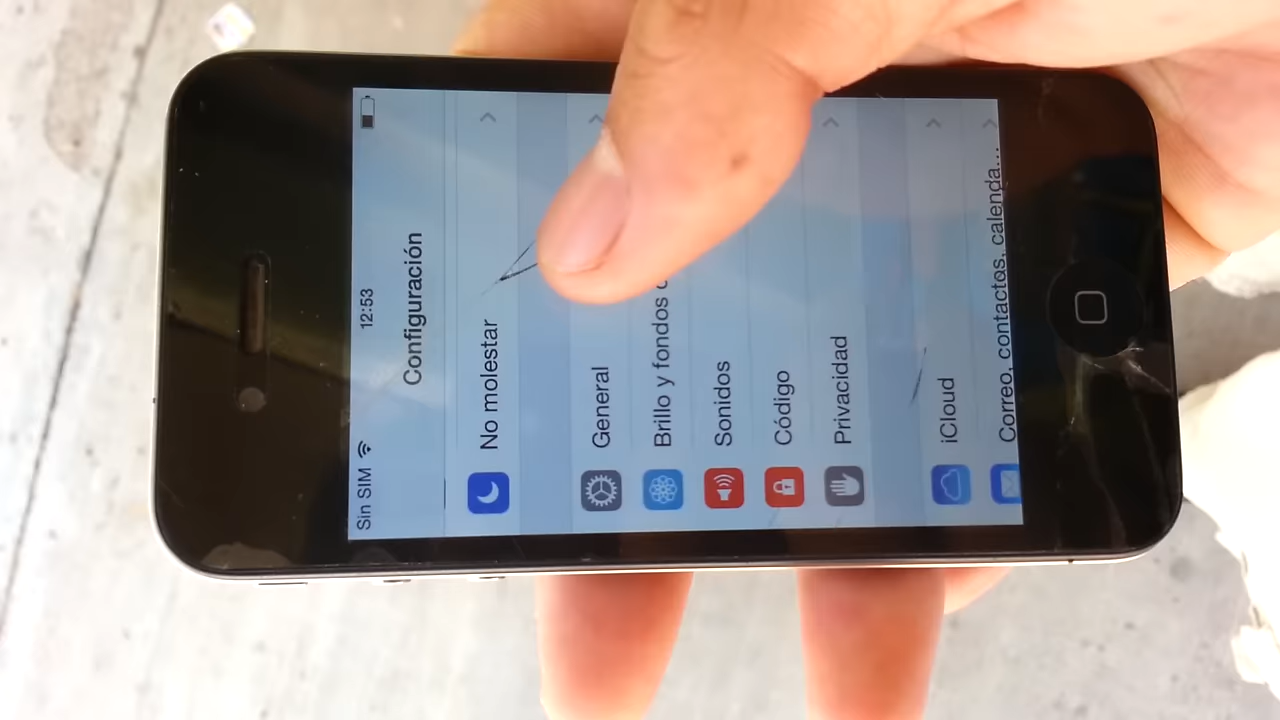 Sin SIM 12:53
Configuración
No molestar
General
Brillo y fondos
Sonidos
Código
Privacidad
iCloud
Correo, contactos, calenda...